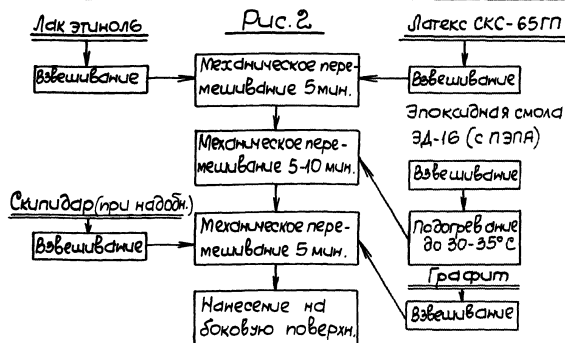 Рис. 2
Лак этиноль
Взвешивание
Латекс СКС-65ГП
Взвешивание
Механическое пере-
мешивание 5 мин.
Эпоксидная смола
ЭД-16 (с ПЭПА)
Взвешивание
Подогревание
до 30-35°С
Механическое пере-
мешивание 5-10 мин.
Скипидар (при надобн.)
Взвешивание
Механическое пере-
мешивание 5 мин.
Графит
Взвешивание
Нанесение на
боковую поверхн.